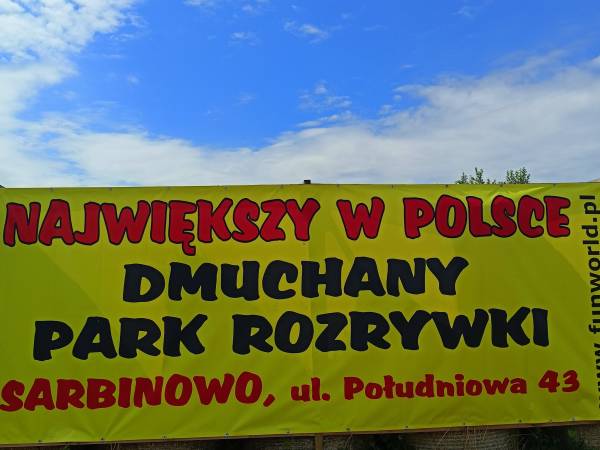 NAJWIĘKSZY W POLSCE
DMUCHANY
PARK ROZRYWKI
SARBINOWO, ul. Południowa 43
www.funworld.pl